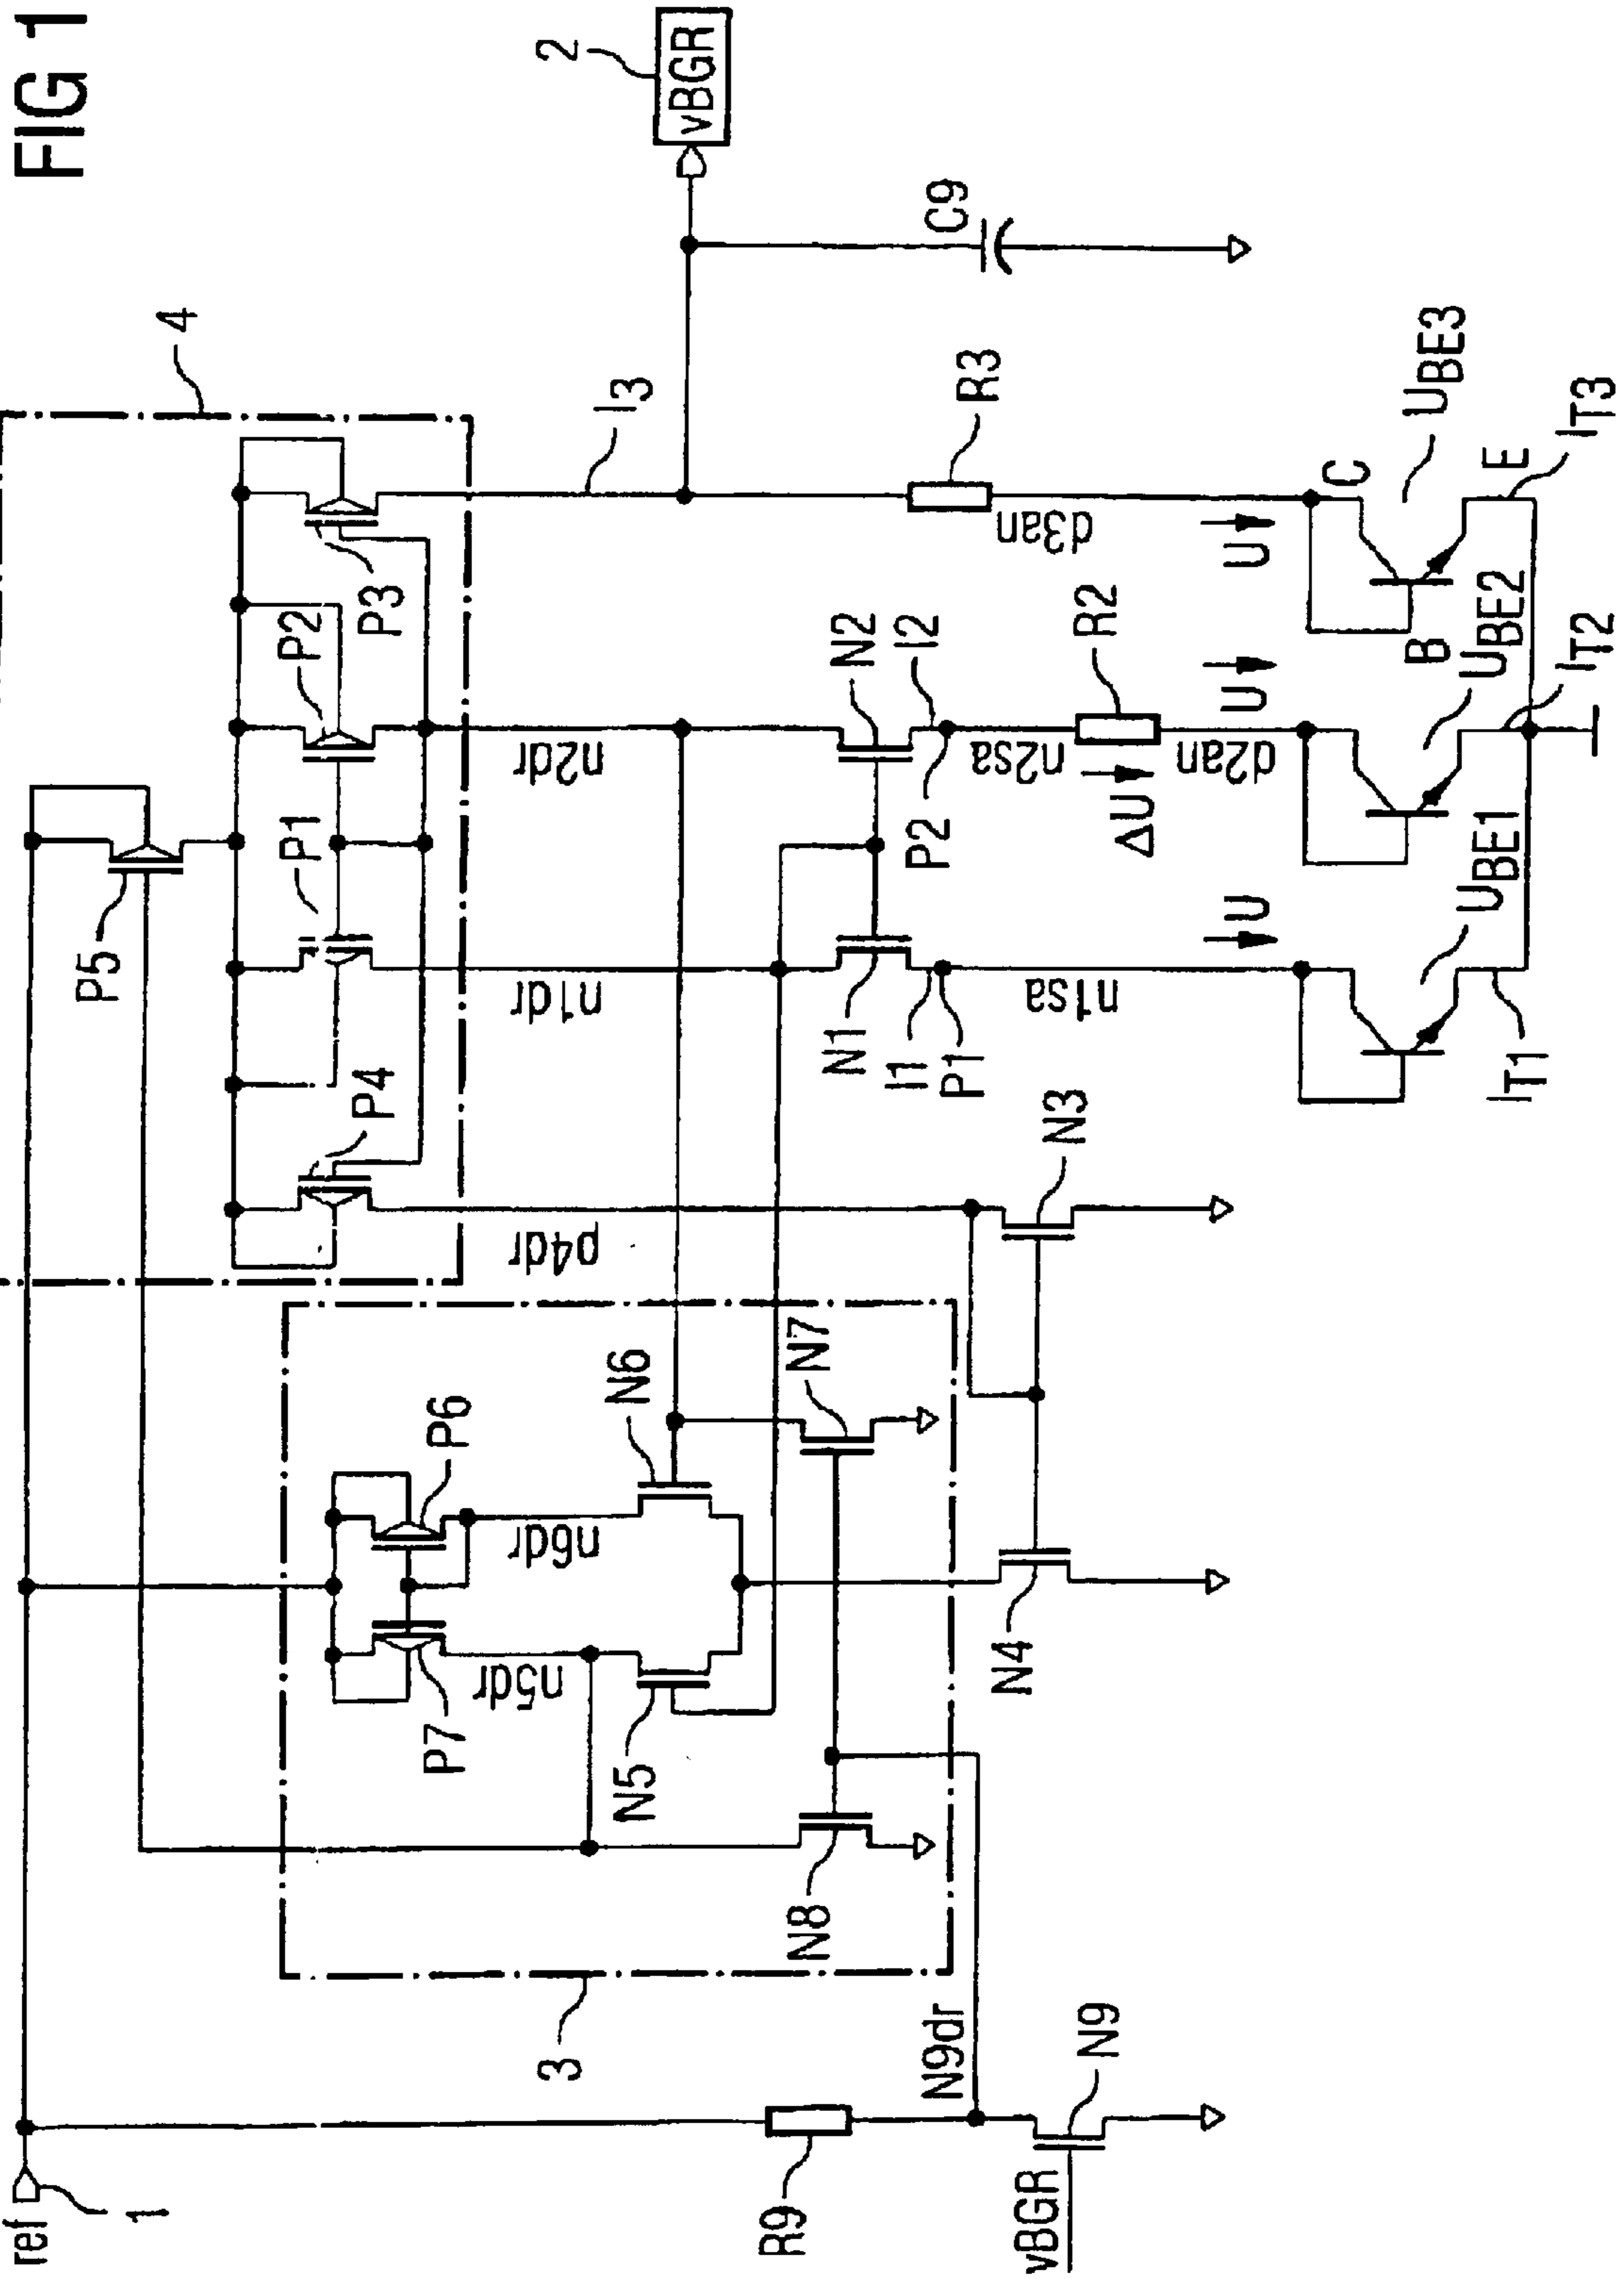 FIG 1
ref
1
2
vBGR
4
P5
P4
P1
P2
P3
I3
p4dr
n1dr
n2dr
C9
P7
P6
n5dr
n6dr
N5
N6
N8
N7
3
N1
N2
I1
P1
I2
P2
n1sa
n2sa
ΔU
R2
d2an
R3
d3an
R9
N9dr
vBGR
N9
N4
N3
U
U
U
C
B
E
UBE1
UBE2
UBE3
IT1
IT2
IT3